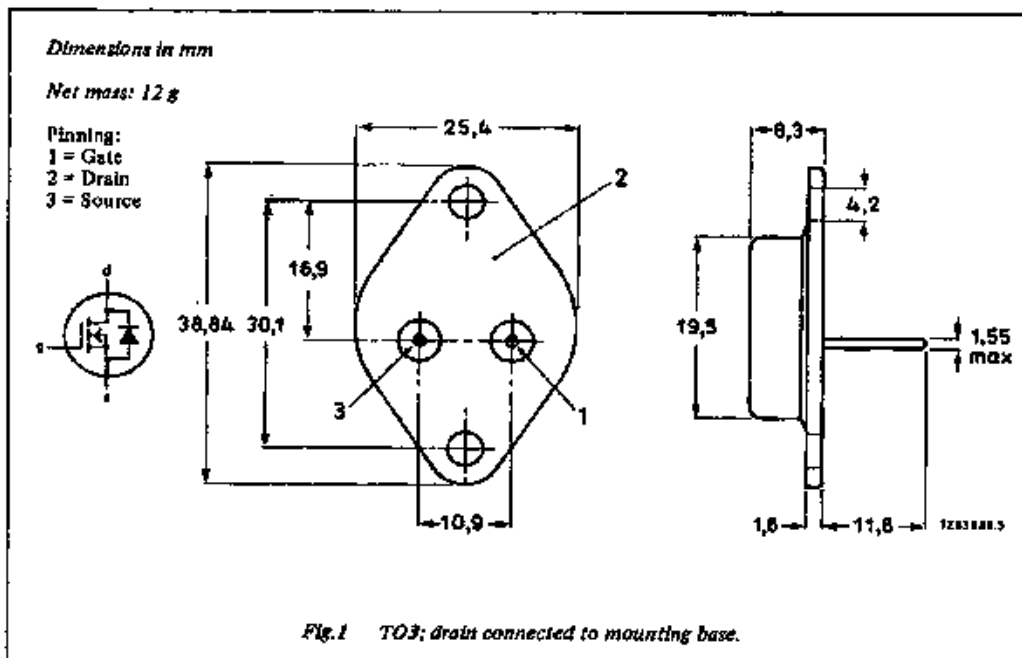 Dimensions in mm
Net mass: 12 g
Pinning:
1 = Gate
2 = Drain
3 = Source
25,4
8,3
2
4,2
16,9
d
g
s
38,84
30,1
19,5
1,55
max
3
1
10,9
1,6
11,8
Fig.1 TO3; drain connected to mounting base.